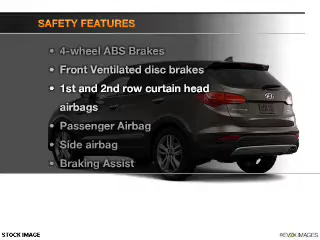 SAFETY FEATURES
• 4-wheel ABS Brakes
• Front Ventilated disc brakes
• 1st and 2nd row curtain head
airbags
• Passenger Airbag
• Side airbag
• Braking Assist
STOCK IMAGE
©EVOX IMAGES